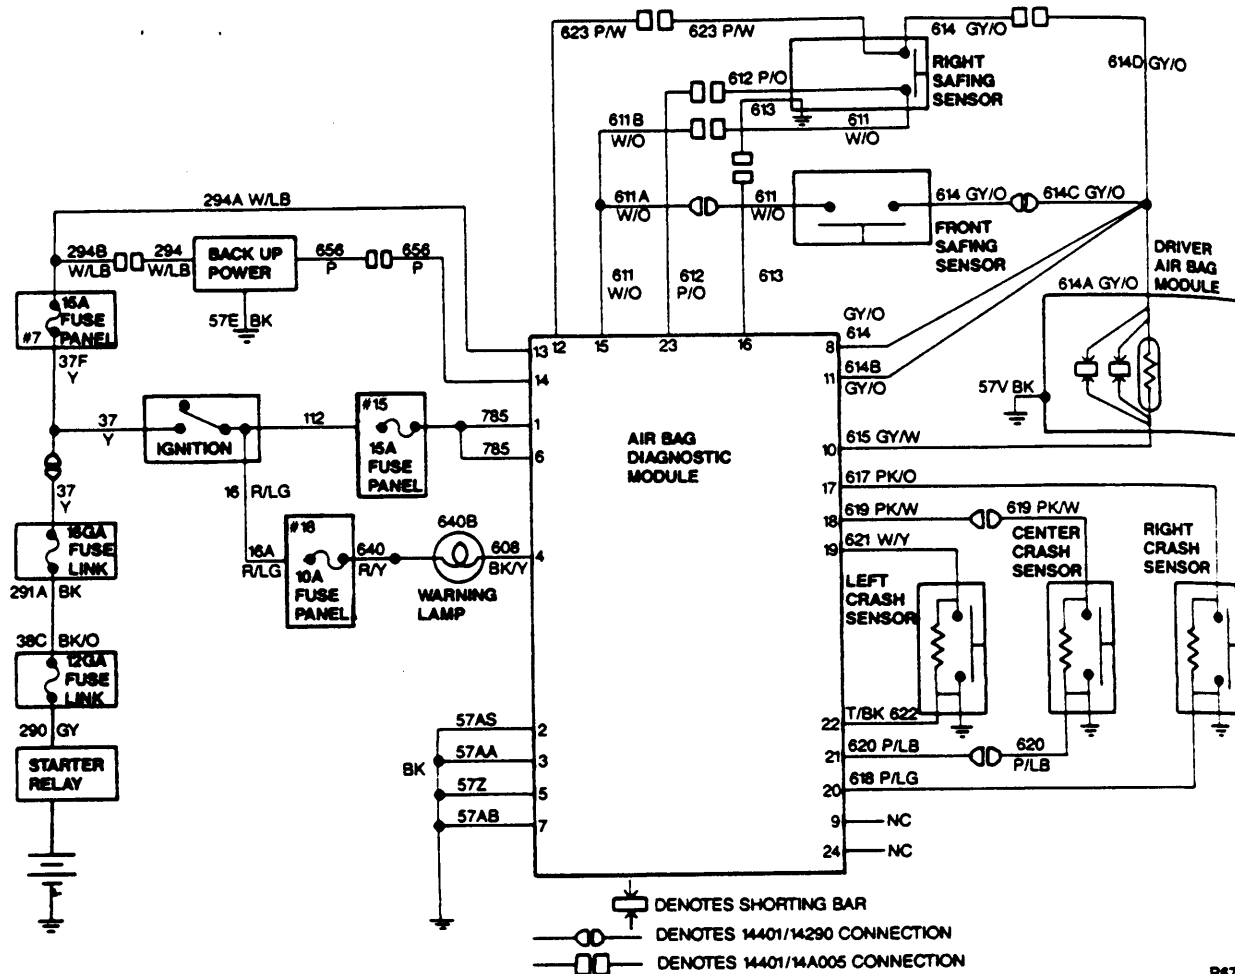 623 P/W
623 P/W
614 GY/O
RIGHT
SAFING
SENSOR
614D GY/O
612 P/O
613
611B
W/O
611
W/O
294A W/LB
611A
W/O
611
W/O
614 GY/O
614C GY/O
FRONT
SAFING
SENSOR
DRIVER
AIR BAG
MODULE
294B
W/LB
294
W/LB
BACK UP
POWER
656
P
656
P
611
W/O
612
P/O
613
614A GY/O
15A
FUSE
PANEL
#7
57E BK
GY/O
614
12
15
23
16
8
13
14
11
614B
GY/O
37F
Y
57V BK
37
Y
IGNITION
112
#15
15A
FUSE
PANEL
785
785
1
6
AIR BAG
DIAGNOSTIC
MODULE
10
615 GY/W
17
617 PK/O
37
Y
16 R/LG
#18
10A
FUSE
PANEL
16A
R/LG
640
R/Y
640B
608
BK/Y
4
WARNING
LAMP
18
619 PK/W
619 PK/W
19
621 W/Y
CENTER
CRASH
SENSOR
RIGHT
CRASH
SENSOR
LEFT
CRASH
SENSOR
16GA
FUSE
LINK
291A BK
38C BK/O
12GA
FUSE
LINK
290 GY
STARTER
RELAY
BK
57AS
2
57AA
3
57Z
5
57AB
7
22
T/BK 622
21
620 P/LB
620
P/LB
20
618 P/LG
9
NC
24
NC
DENOTES SHORTING BAR
DENOTES 14401/14290 CONNECTION
DENOTES 14401/14A005 CONNECTION